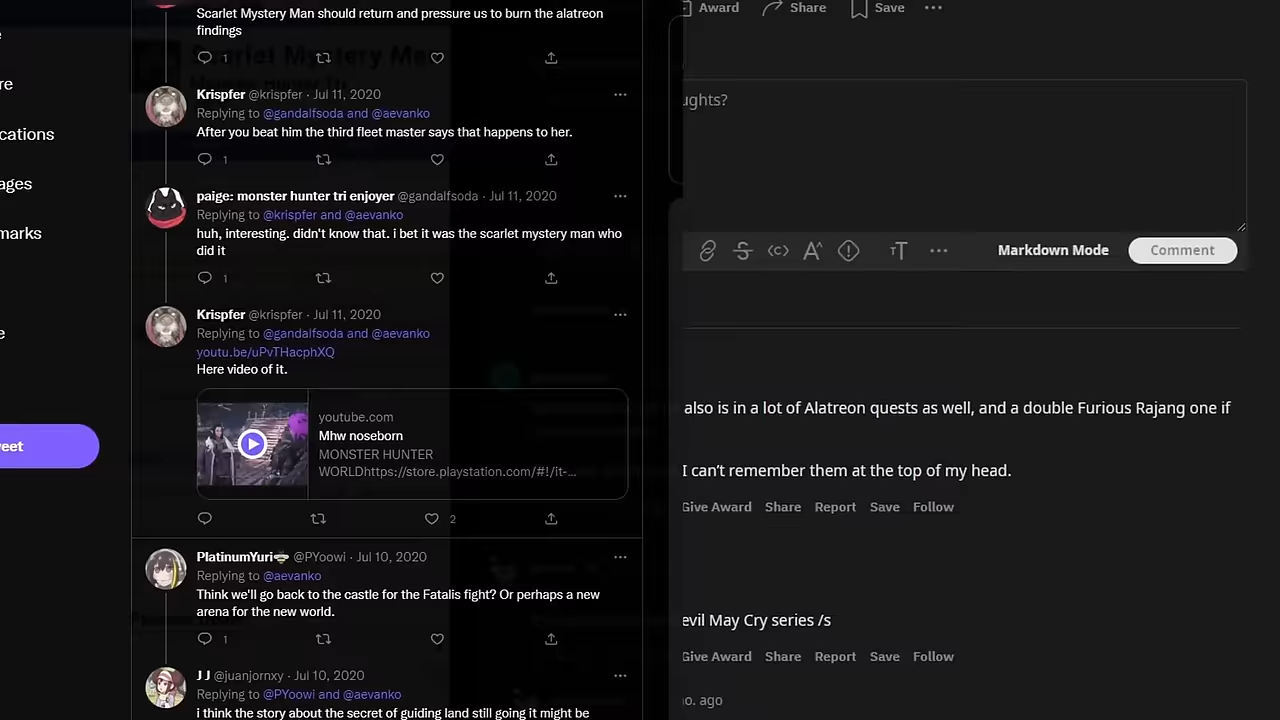 Scarlet Mystery Man should return and pressure us to burn the alatreon
findings
1
Krispfer @krispfer · Jul 11, 2020
Replying to @gandalfsoda and @aevanko
After you beat him the third fleet master says that happens to her.
1
paige: monster hunter tri enjoyer @gandalfsoda · Jul 11, 2020
Replying to @krispfer and @aevanko
huh, interesting. didn't know that. i bet it was the scarlet mystery man who
did it
1
Krispfer @krispfer · Jul 11, 2020
Replying to @gandalfsoda and @aevanko
youtu.be/uPvTHacphXQ
Here video of it.
youtube.com
Mhw noseborn
MONSTER HUNTER
WORLDhttps://store.playstation.com/#!/it-...
2
PlatinumYuri @PYoowi · Jul 10, 2020
Replying to @aevanko
Think we'll go back to the castle for the Fatalis fight? Or perhaps a new
arena for the new world.
1
J J @juanjornxy · Jul 10, 2020
Replying to @PYoowi and @aevanko
i think the story about the secret of guiding land still going it might be
re
cations
ages
marks
e
eet
Award Share Save
ughts?
Markdown Mode Comment
also is in a lot of Alatreon quests as well, and a double Furious Rajang one if
I can't remember them at the top of my head.
Give Award Share Report Save Follow
evil May Cry series /s
Give Award Share Report Save Follow
o. ago